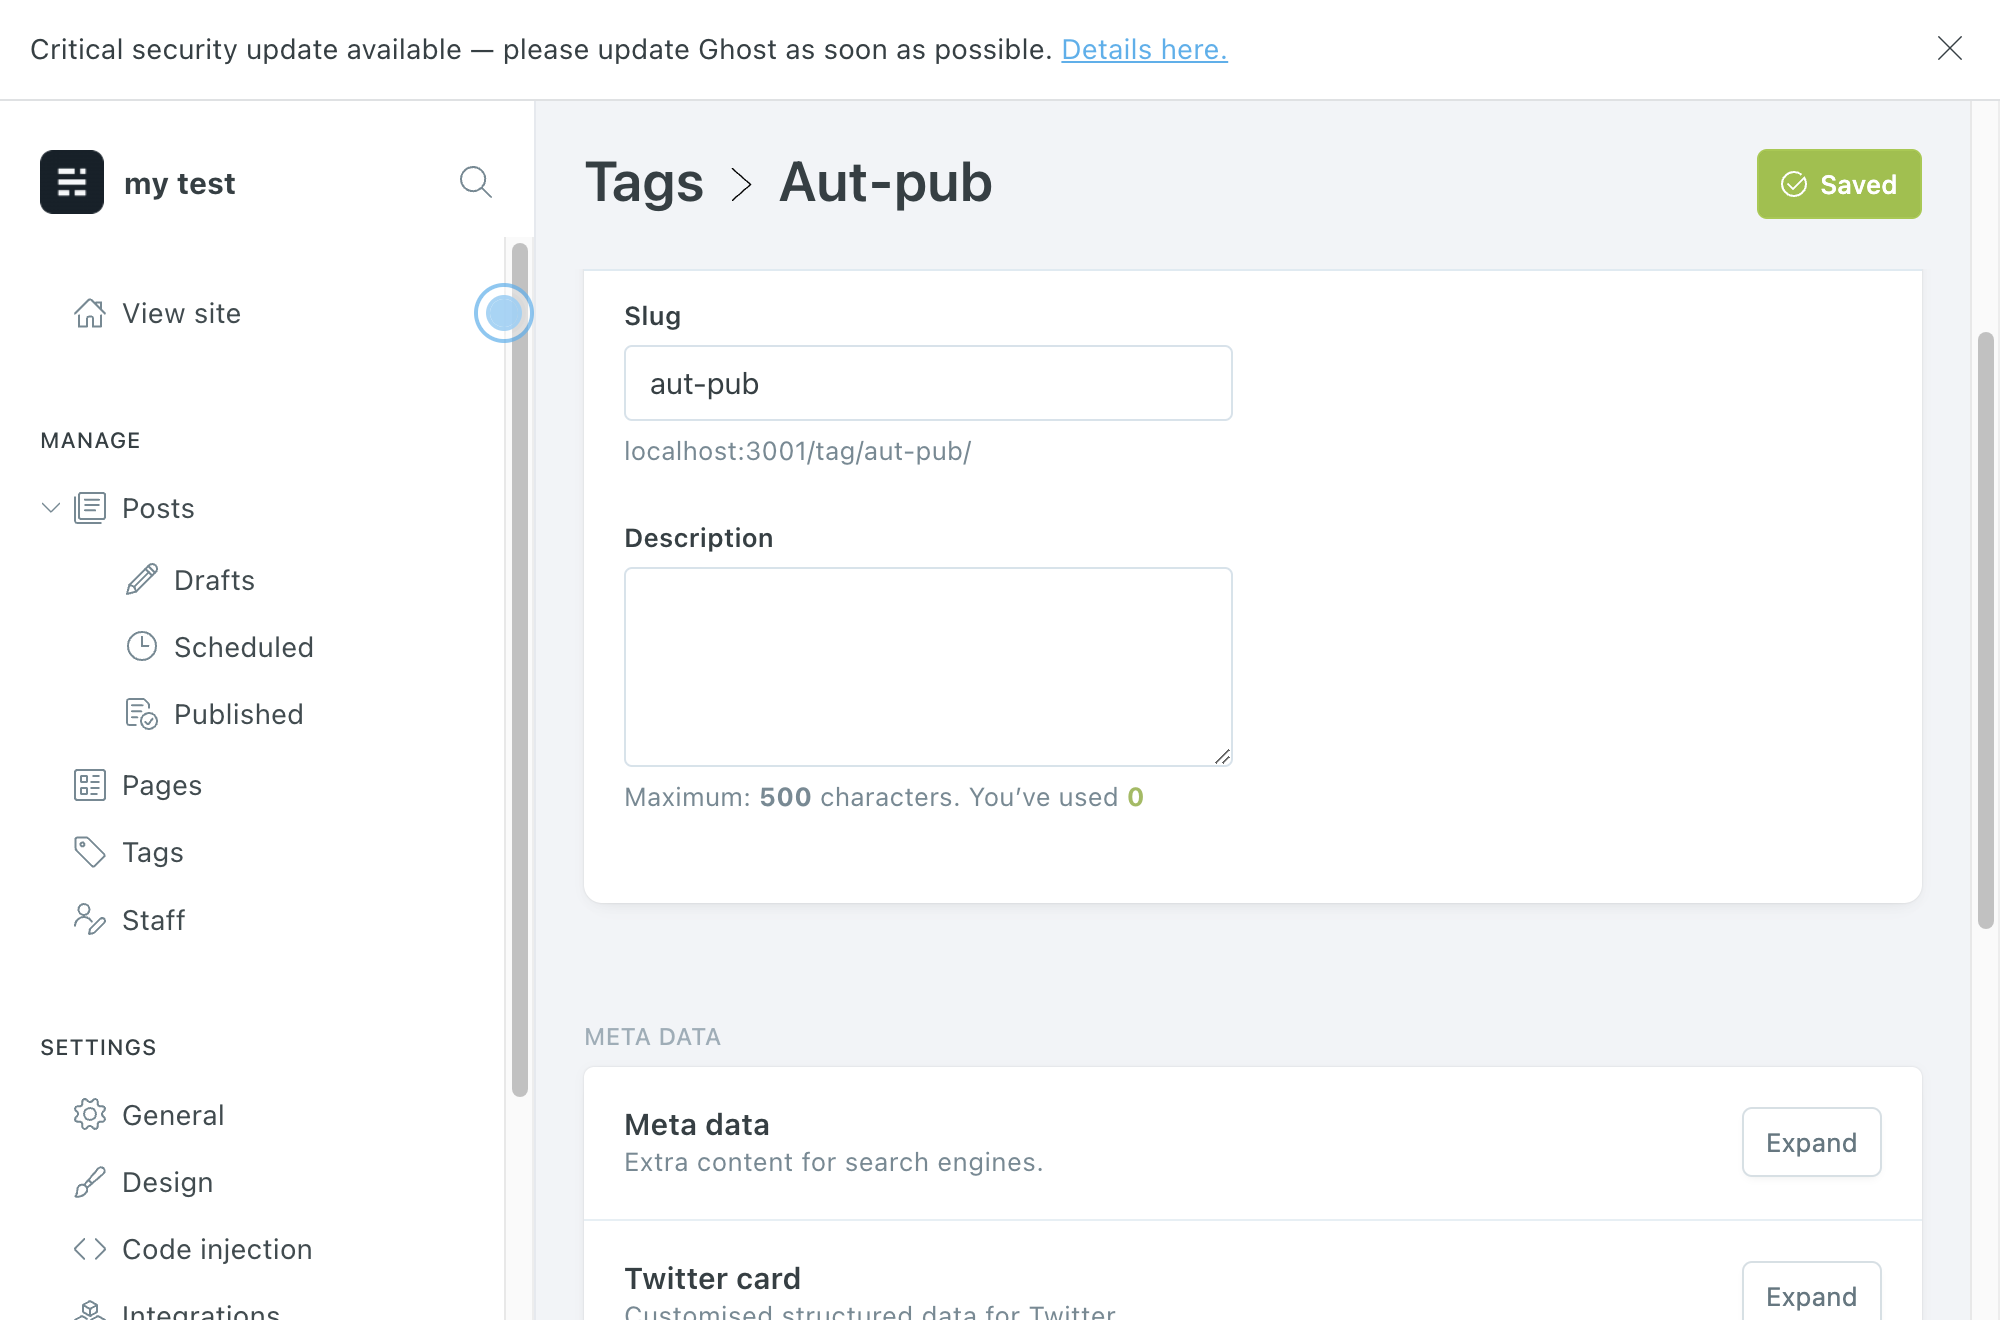 Critical security update available — please update Ghost as soon as possible. Details here.
my test
View site
MANAGE
Posts
Drafts
Scheduled
Published
Pages
Tags
Staff
SETTINGS
General
Design
Code injection
Integrations
Tags > Aut-pub
Saved
Slug
aut-pub
localhost:3001/tag/aut-pub/
Description
Maximum: 500 characters. You’ve used 0
META DATA
Meta data
Extra content for search engines.
Expand
Twitter card
Customised structured data for Twitter
Expand